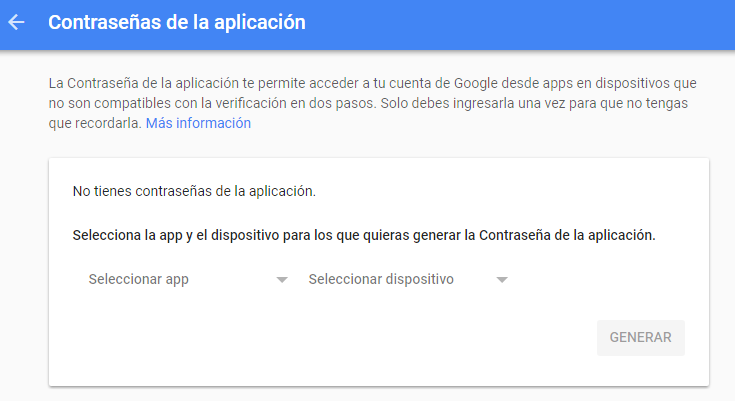 Contraseñas de la aplicación
La Contraseña de la aplicación te permite acceder a tu cuenta de Google desde apps en dispositivos que
no son compatibles con la verificación en dos pasos. Solo debes ingresarla una vez para que no tengas
que recordarla. Más información
No tienes contraseñas de la aplicación.
Selecciona la app y el dispositivo para los que quieras generar la Contraseña de la aplicación.
Seleccionar app Seleccionar dispositivo
GENERAR